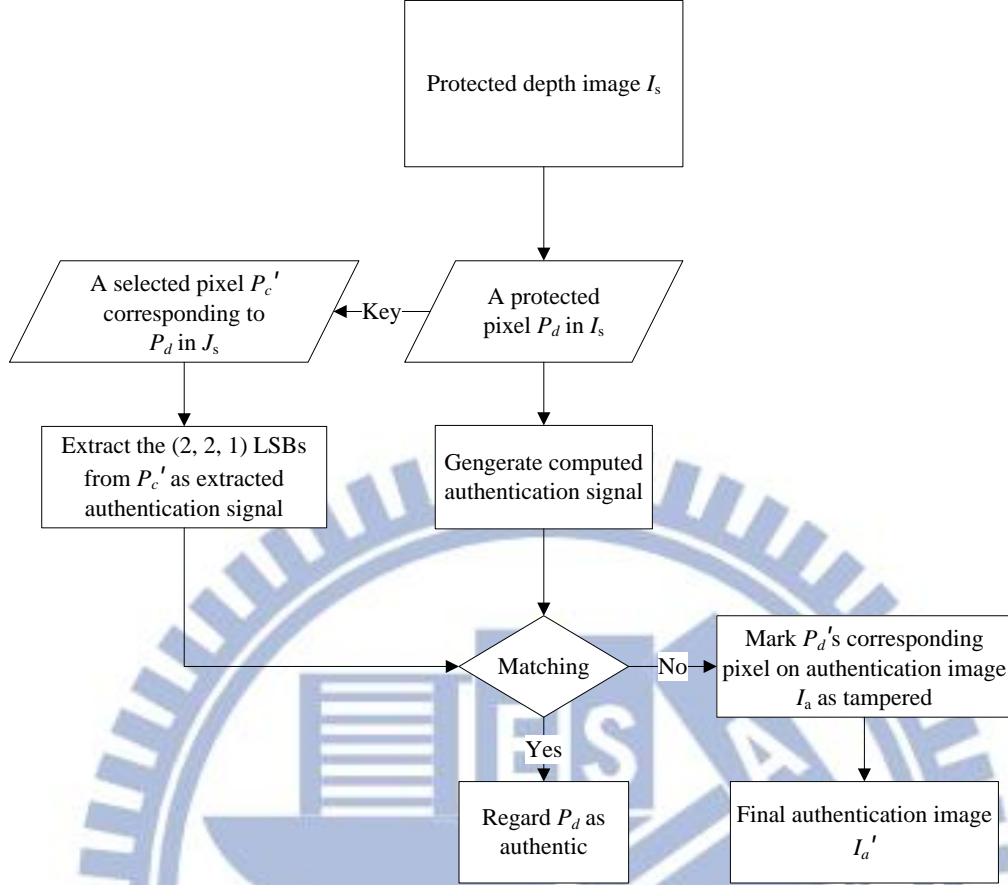 Protected depth image Is
A selected pixel Pc'
corresponding to
Pd in Js
Key
A protected
pixel Pd in Is
Extract the (2, 2, 1) LSBs
from Pc' as extracted
authentication signal
Gengerate computed
authentication signal
Matching
No
Mark Pd's corresponding
pixel on authentication image
Ia as tampered
Yes
Regard Pd as
authentic
Final authentication image
Ia'
E S A